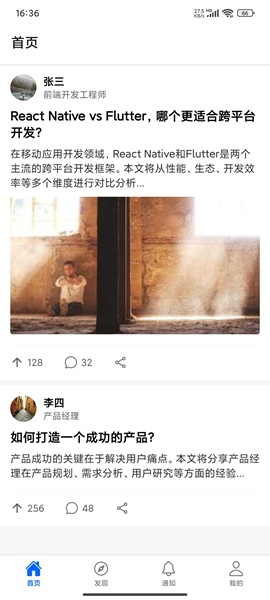 16:36
27.5 KB/s
66
首页
张三
前端开发工程师
React Native vs Flutter，哪个更适合跨平台
开发？
在移动应用开发领域，React Native和Flutter是两个
主流的跨平台开发框架。本文将从性能、生态、开发效
率等多个维度进行对比分析...
128
32
李四
产品经理
如何打造一个成功的产品？
产品成功的关键在于解决用户痛点。本文将分享产品经
理在产品规划、需求分析、用户研究等方面的经验...
256
48
首页
发现
通知
我的